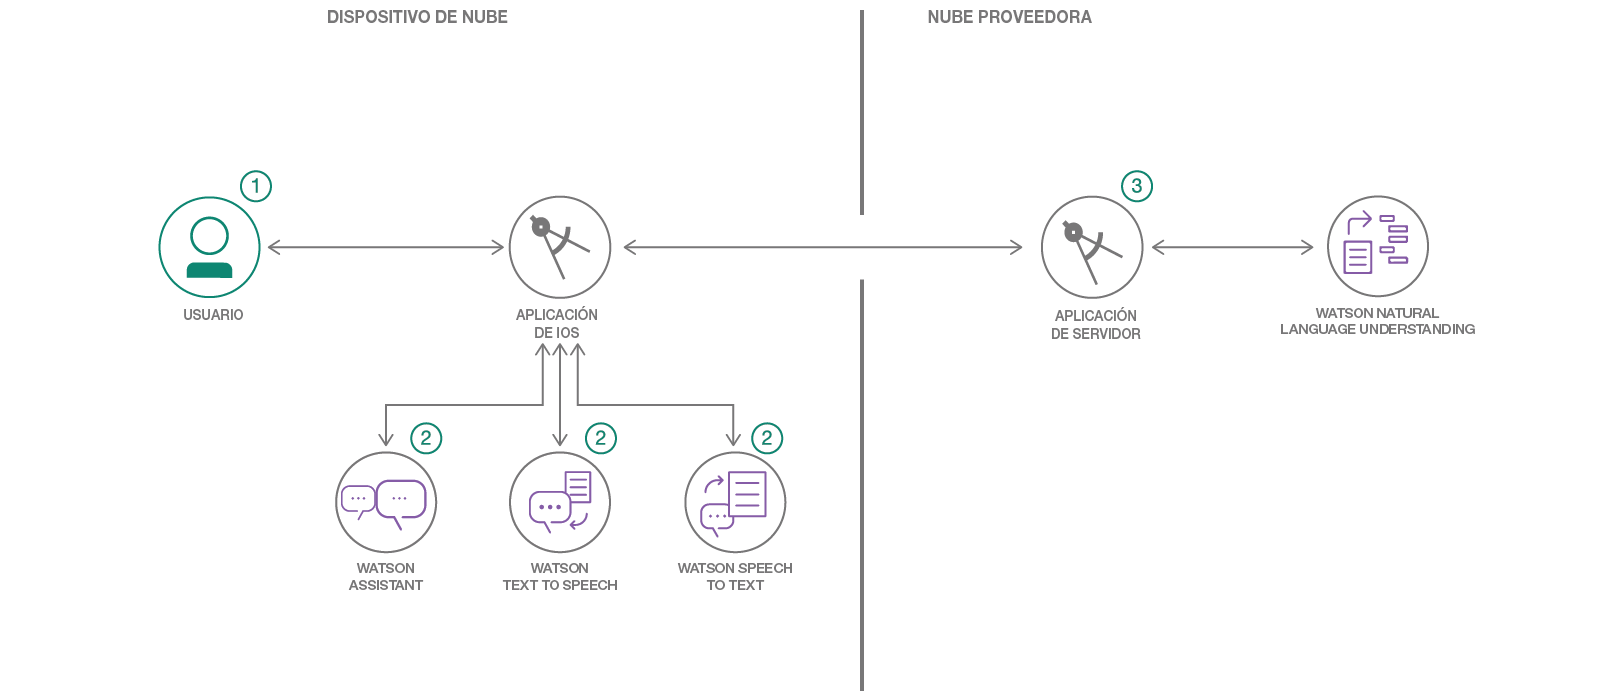 DISPOSITIVO DE NUBE
NUBE PROVEEDORA
1
3
USUARIO
APLICACIÓN
DE IOS
APLICACIÓN
DE SERVIDOR
WATSON NATURAL
LANGUAGE UNDERSTANDING
2
2
2
WATSON
ASSISTANT
WATSON
TEXT TO SPEECH
WATSON SPEECH
TO TEXT